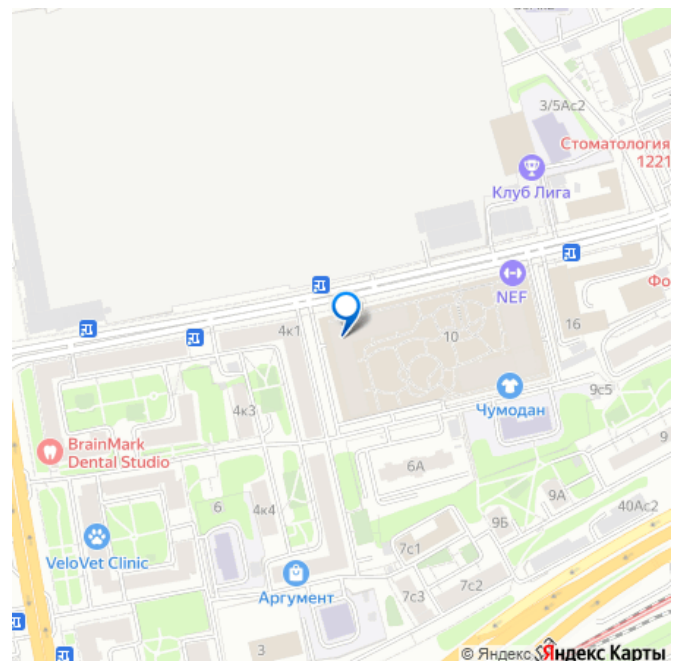 3/5Ас2
Стоматология
1221
Клуб Лига
NEF
Фо
16
4к1
10
9с5
Чумодан
4к3
BrainMark
Dental Studio
6А
9
9А
40Ас2
6
4к4
9Б
VeloVet Clinic
7с1
7с2
7с3
Аргумент
3
© Яндекс Яндекс Карты